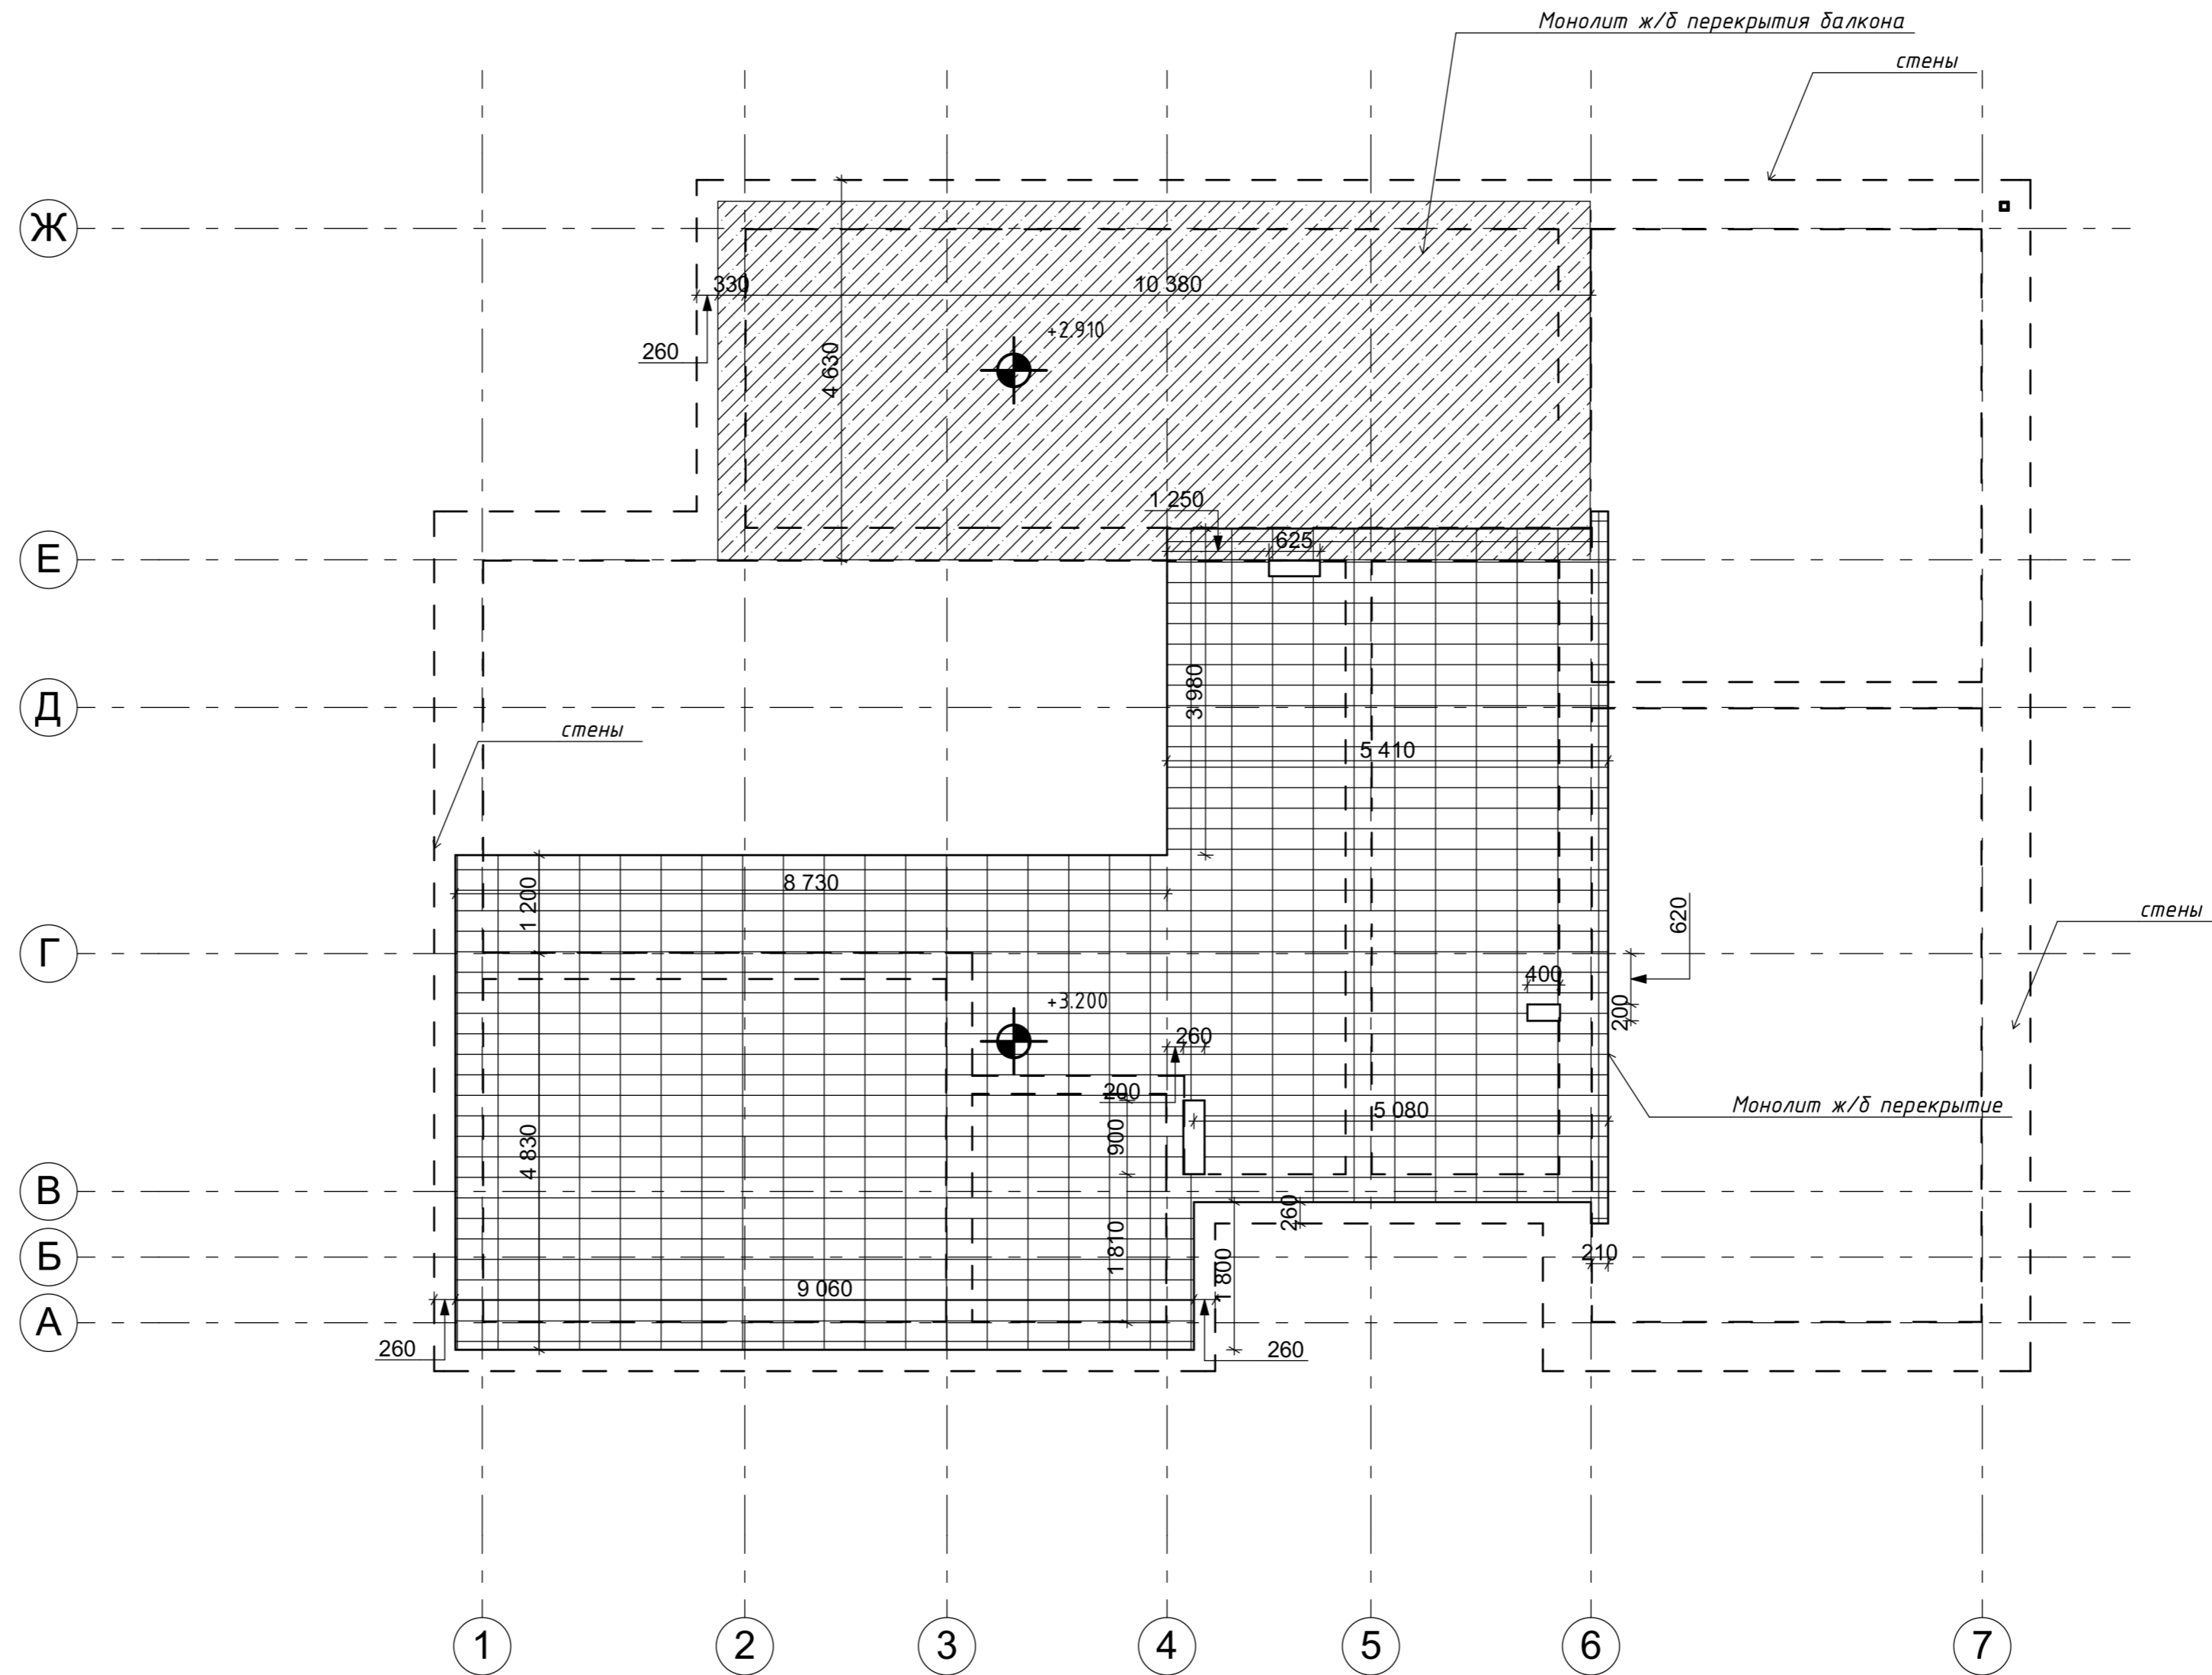 Монолит ж/б перекрытия балкона
стены
Ж
330
10 380
+2.910
260
4 630
1 250
625
Е
3 980
Д
стены
5 410
8 730
1 200
620
стены
Г
400
+3.200
200
260
200
5 080
Монолит ж/б перекрытие
900
4 830
В
260
1 810
210
Б
1 800
9 060
А
260
260
1
2
3
4
5
6
7